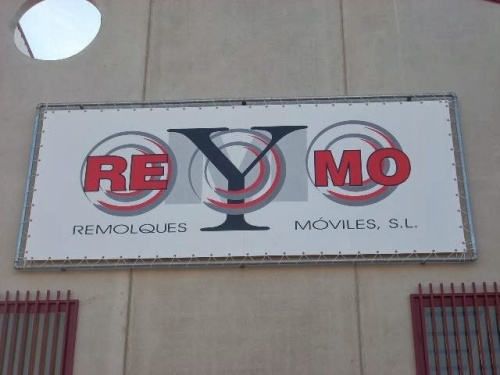 RE Y MO
REMOLQUES MÓVILES, S.L.